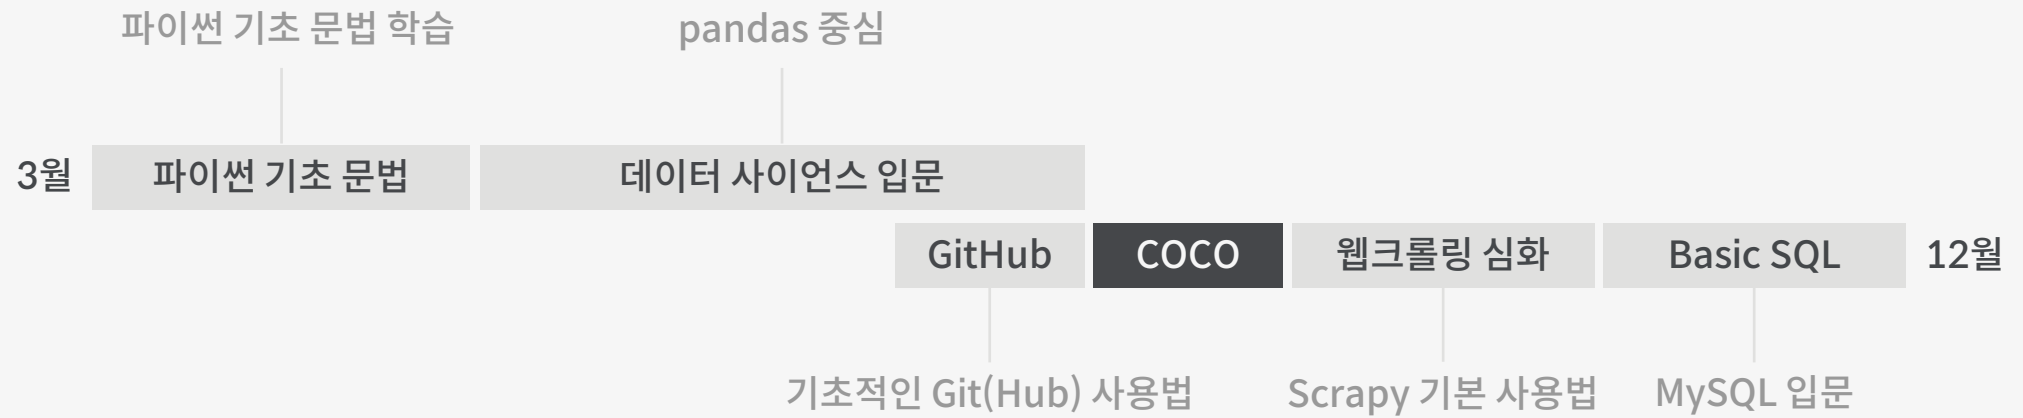 파이썬 기초 문법 학습
pandas 중심
3월
파이썬 기초 문법
데이터 사이언스 입문
GitHub
COCO
웹크롤링 심화
Basic SQL
12월
기초적인 Git(Hub) 사용법
Scrapy 기본 사용법
MySQL 입문